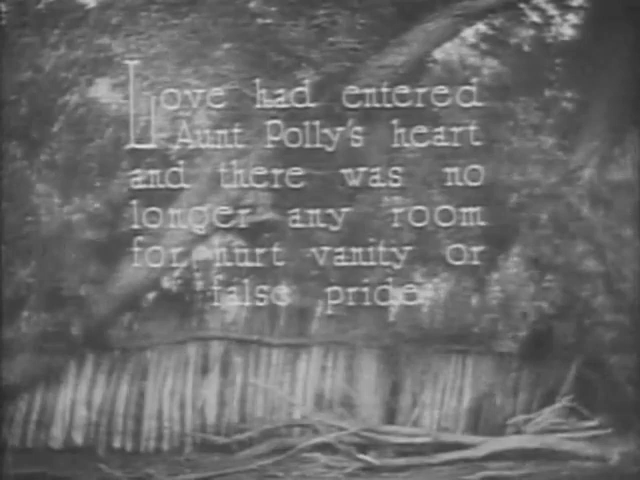 Love had entered
Aunt Polly's heart
and there was no
longer any room
for hurt vanity or
false pride